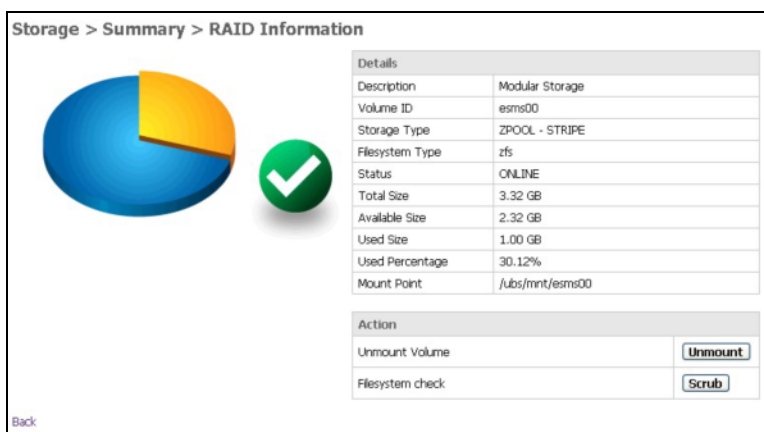 Storage > Summary > RAID Information
Details
Description Modular Storage
Volume ID esms00
Storage Type ZPOOL - STRIPE
Filesystem Type zfs
Status ONLINE
Total Size 3.32 GB
Available Size 2.32 GB
Used Size 1.00 GB
Used Percentage 30.12%
Mount Point /ubs/mnt/esms00
Action
Unmount Volume Unmount
Filesystem check Scrub
Back